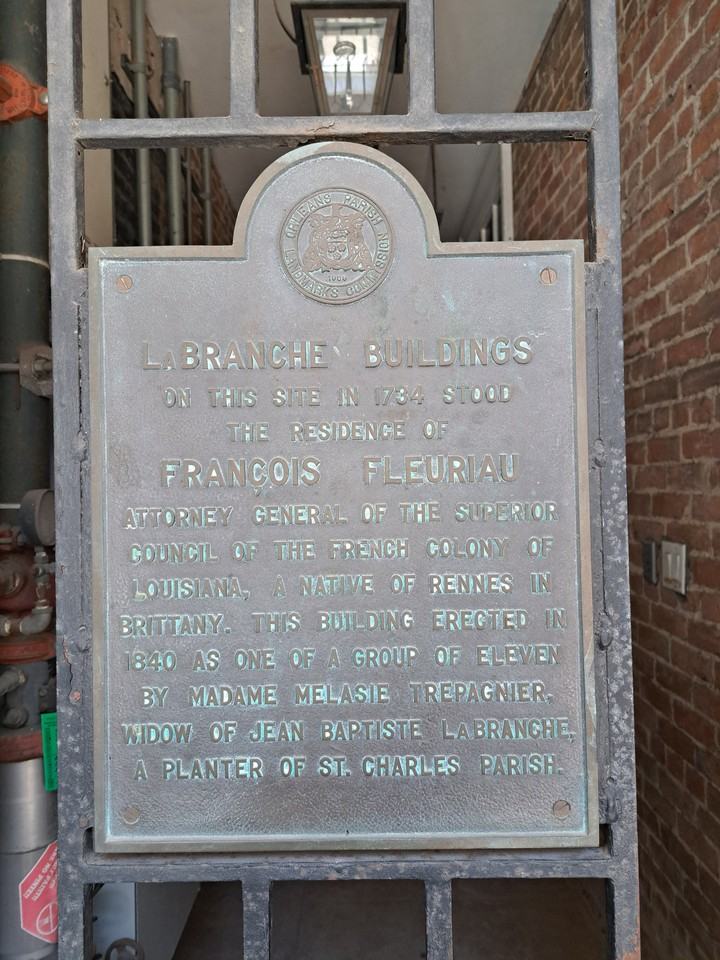 ORLEANS PARISH
LANDMARKS COMMISSION
LABRANCHE BUILDINGS
ON THIS SITE IN 1734 STOOD
THE RESIDENCE OF
FRANÇOIS FLEURIAU
ATTORNEY GENERAL OF THE SUPERIOR
COUNCIL OF THE FRENCH COLONY OF
LOUISIANA, A NATIVE OF RENNES IN
BRITTANY. THIS BUILDING ERECTED IN
1840 AS ONE OF A GROUP OF ELEVEN
BY MADAME MELASIE TREPAGNIER,
WIDOW OF JEAN BAPTISTE LABRANCHE,
A PLANTER OF ST. CHARLES PARISH.